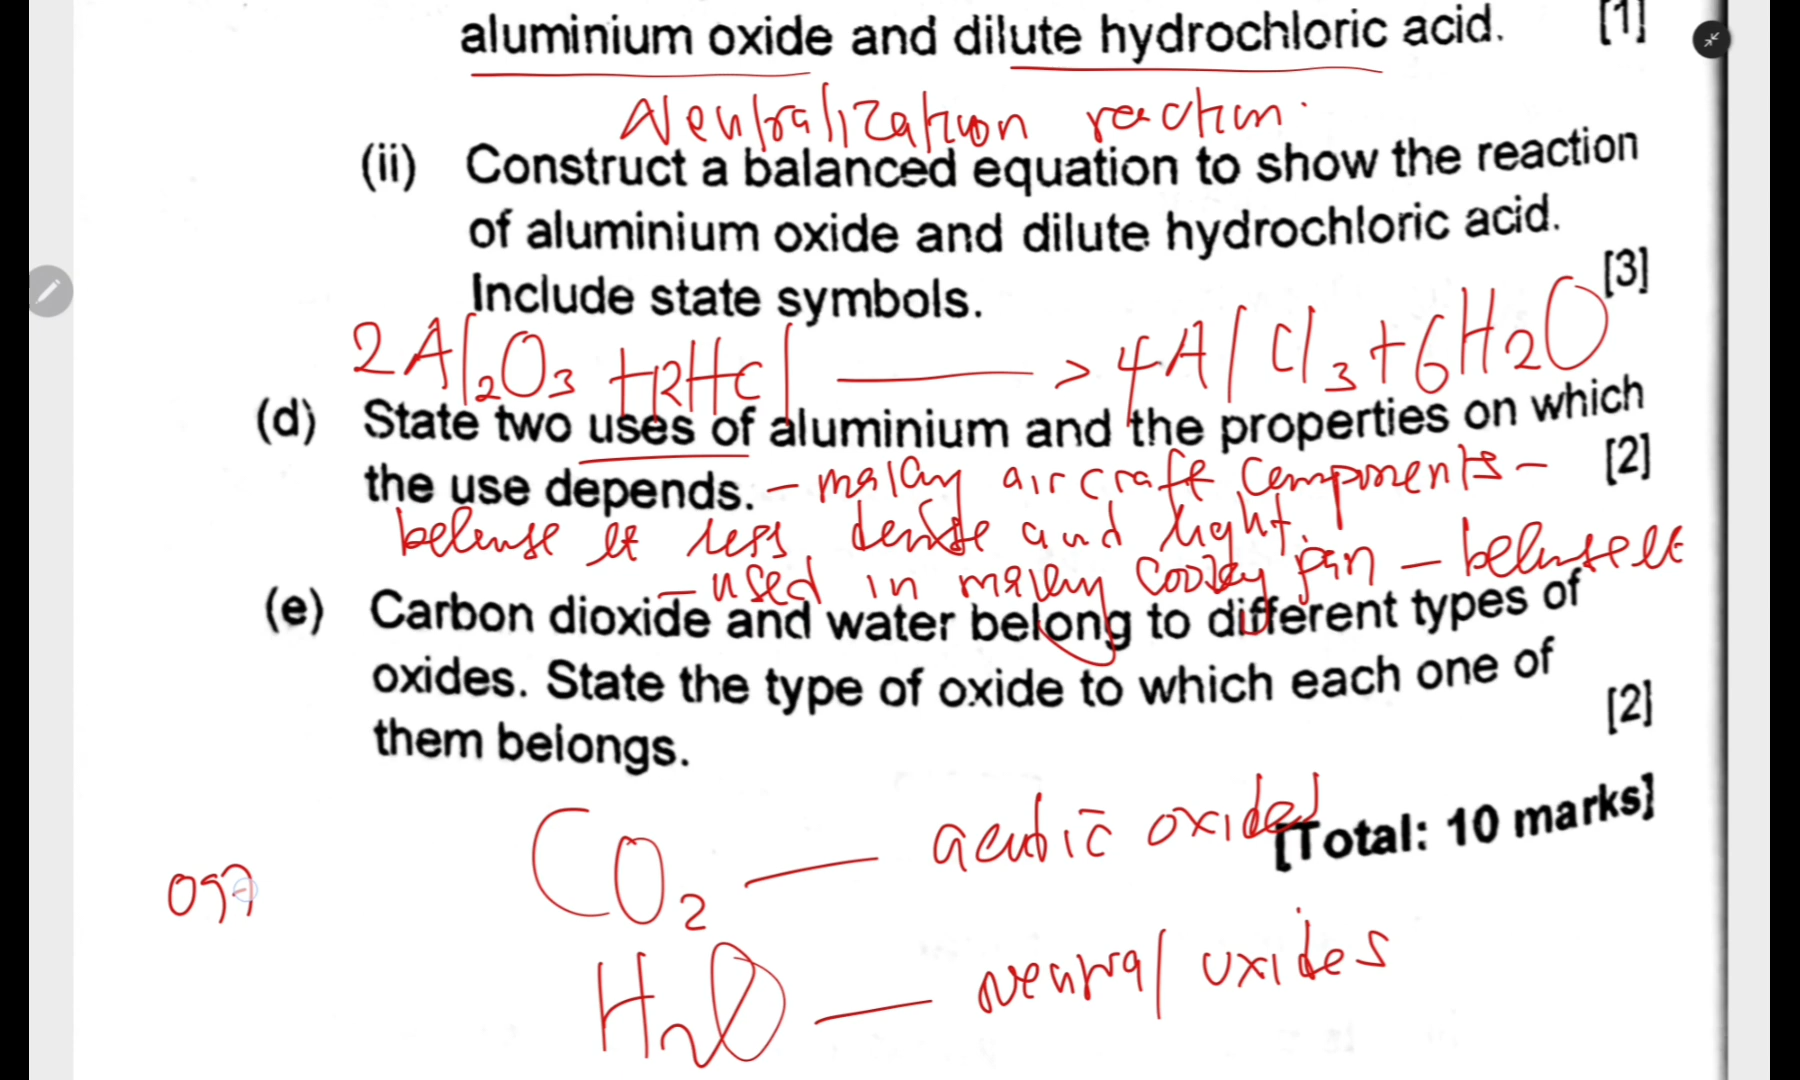 aluminium oxide and dilute hydrochloric acid. [1]
Neutralization reaction.
(ii) Construct a balanced equation to show the reaction
of aluminium oxide and dilute hydrochloric acid.
Include state symbols. [3]
2Al₂O₃ + 12HCl ———> 4AlCl₃ + 6H₂O
(d) State two uses of aluminium and the properties on which
the use depends. [2]
– making aircraft components –
because it less dense and light.
– used in making cooking pan – because it
(e) Carbon dioxide and water belong to different types of
oxides. State the type of oxide to which each one of
them belongs. [2]
[Total: 10 marks]
CO₂ — acidic oxides
097
H₂O — neutral oxides